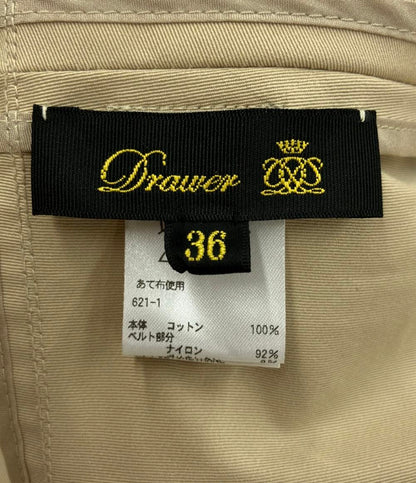 Drawer
36
あて布使用
621-1
本体 コットン 100%
ベルト部分
ナイロン 92%